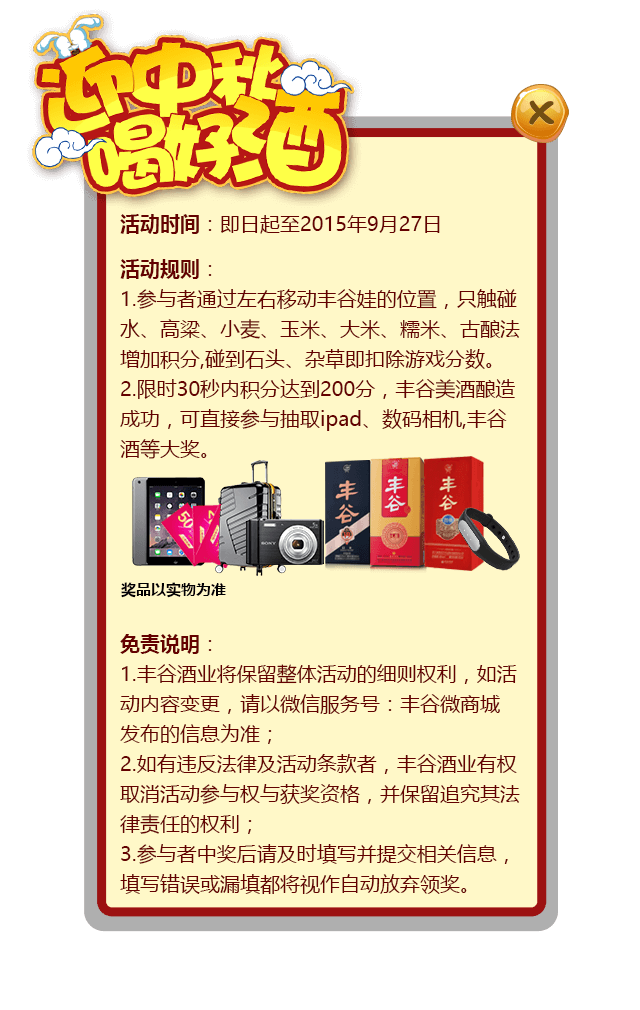 迎中秋
喝好酒
活动时间：即日起至2015年9月27日
活动规则：
1.参与者通过左右移动丰谷娃的位置，只触碰
水、高粱、小麦、玉米、大米、糯米、古酿法
增加积分,碰到石头、杂草即扣除游戏分数。
2.限时30秒内积分达到200分，丰谷美酒酿造
成功，可直接参与抽取ipad、数码相机,丰谷
酒等大奖。
50
SONY
丰谷
丰谷
丰谷
奖品以实物为准
免责说明：
1.丰谷酒业将保留整体活动的细则权利，如活
动内容变更，请以微信服务号：丰谷微商城
发布的信息为准；
2.如有违反法律及活动条款者，丰谷酒业有权
取消活动参与权与获奖资格，并保留追究其法
律责任的权利；
3.参与者中奖后请及时填写并提交相关信息，
填写错误或漏填都将视作自动放弃领奖。